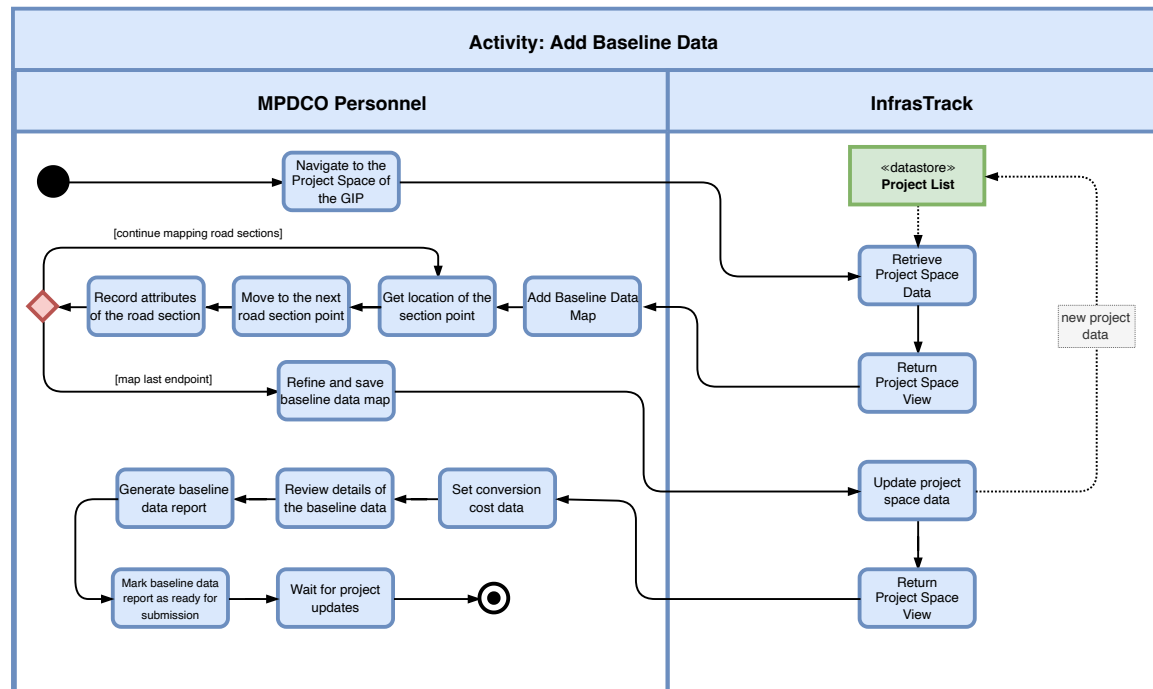 Activity: Add Baseline Data
MPDCO Personnel
InfrasTrack
Navigate to the
Project Space of
the GIP
«datastore»
Project List
[continue mapping road sections]
Record attributes
of the road section
Move to the next
road section point
Get location of the
section point
Add Baseline Data
Map
Retrieve
Project Space
Data
new project
data
[map last endpoint]
Refine and save
baseline data map
Return
Project Space
View
Generate baseline
data report
Review details of
the baseline data
Set conversion
cost data
Update project
space data
Mark baseline data
report as ready for
submission
Wait for project
updates
Return
Project Space
View